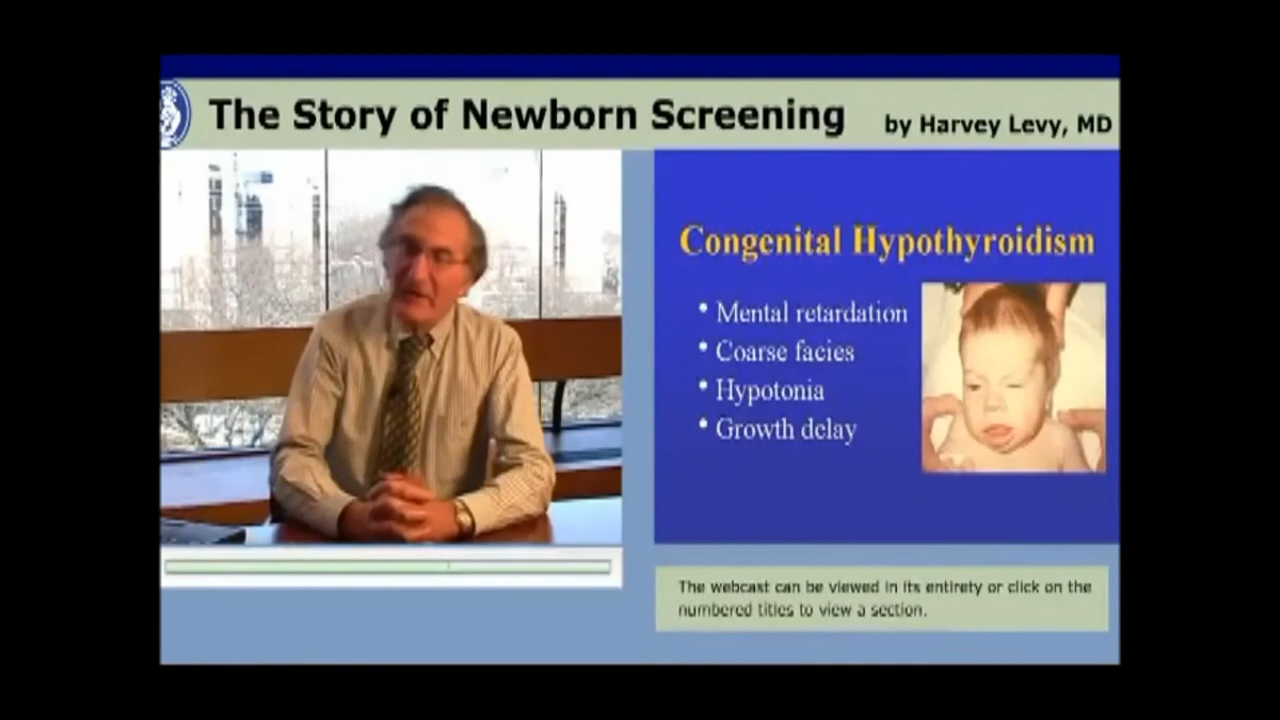 The Story of Newborn Screening
by Harvey Levy, MD
Congenital Hypothyroidism
• Mental retardation
• Coarse facies
• Hypotonia
• Growth delay
The webcast can be viewed in its entirety or click on the
numbered titles to view a section.